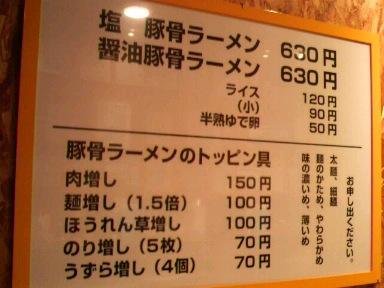 塩 豚骨ラーメン 630円
醤油豚骨ラーメン 630円
ライス 120円
(小) 90円
半熟ゆで卵 50円
豚骨ラーメンのトッピン具
肉増し 150円
麺増し(1.5倍) 100円
ほうれん草増し 100円
のり増し(5枚) 70円
うずら増し(4個) 70円
お申し出ください。
太麺、細麺
麺のかため、やわらかめ
味の濃いめ、薄いめ